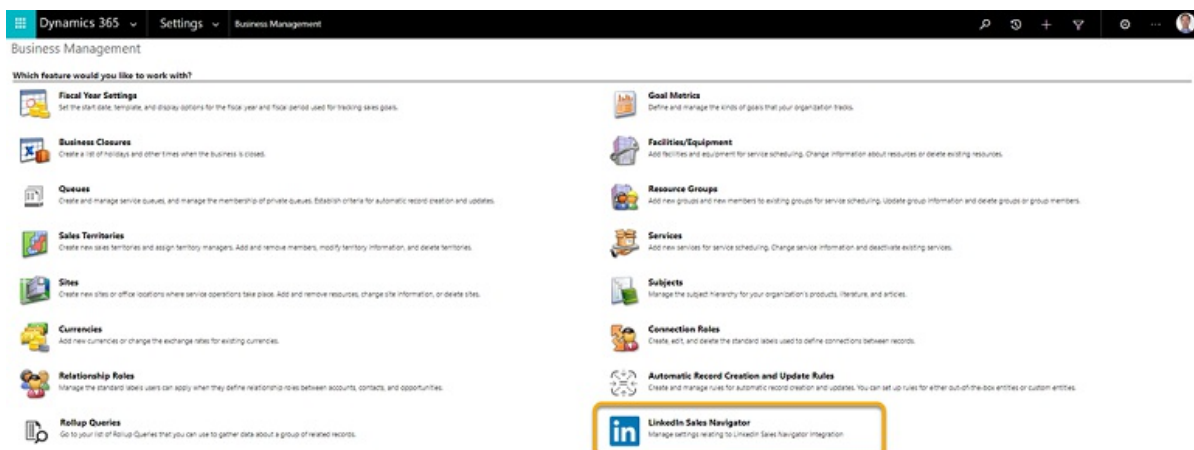 Dynamics 365 Settings Business Management
Business Management
Which feature would you like to work with?
Fiscal Year Settings
Set the start date, template, and display options for the fiscal year and fiscal period used for tracking sales goals.
Goal Metrics
Define and manage the kinds of goals that your organization tracks.
Business Closures
Create a list of holidays and other times when the business is closed.
Facilities/Equipment
Add facilities and equipment for service scheduling. Change information about resources or delete existing resources.
Queues
Create and manage service queues, and manage the membership of private queues. Establish criteria for automatic record creation and updates.
Resource Groups
Add new groups and new members to existing groups for service scheduling. Update group information and delete groups or group members.
Sales Territories
Create new sales territories and assign territory managers. Add and remove members, modify territory information, and delete territories.
Services
Add new services for service scheduling. Change service information and deactivate existing services.
Sites
Create new sites or office locations where service operations take place. Add and remove resources, change site information, or delete sites.
Subjects
Manage the subject hierarchy for your organization's products, literature, and articles.
Currencies
Add new currencies or change the exchange rates for existing currencies.
Connection Roles
Create, edit, and delete the standard labels used to define connections between records.
Relationship Roles
Manage the standard labels users can apply when they define relationship roles between accounts, contacts, and opportunities.
Automatic Record Creation and Update Rules
Create and manage rules for automatic record creation and updates. You can set up rules for either out-of-the-box entities or custom entities.
Rollup Queries
Go to your list of Rollup Queries that you can use to gather data about a group of related records.
in
LinkedIn Sales Navigator
Manage settings relating to LinkedIn Sales Navigator integration